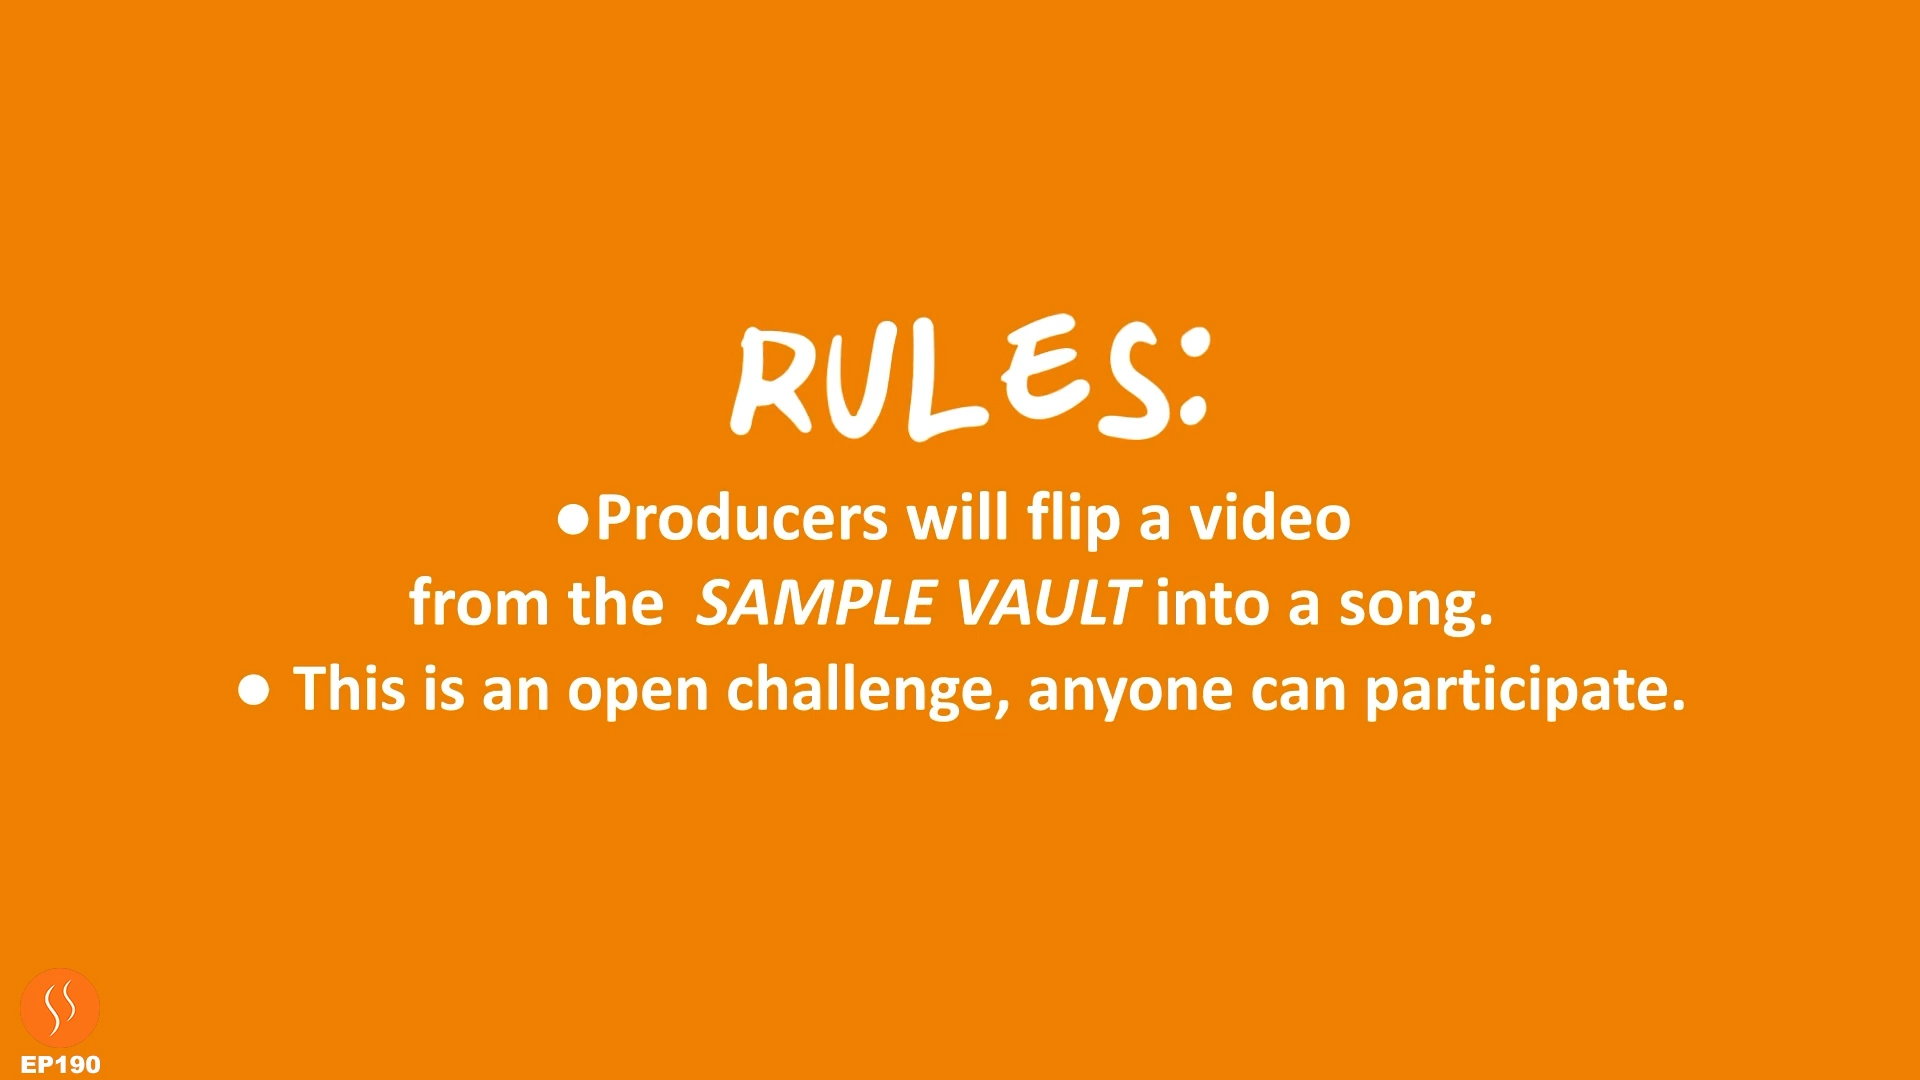 RULES:
●Producers will flip a video
from the SAMPLE VAULT into a song.
● This is an open challenge, anyone can participate.
EP190